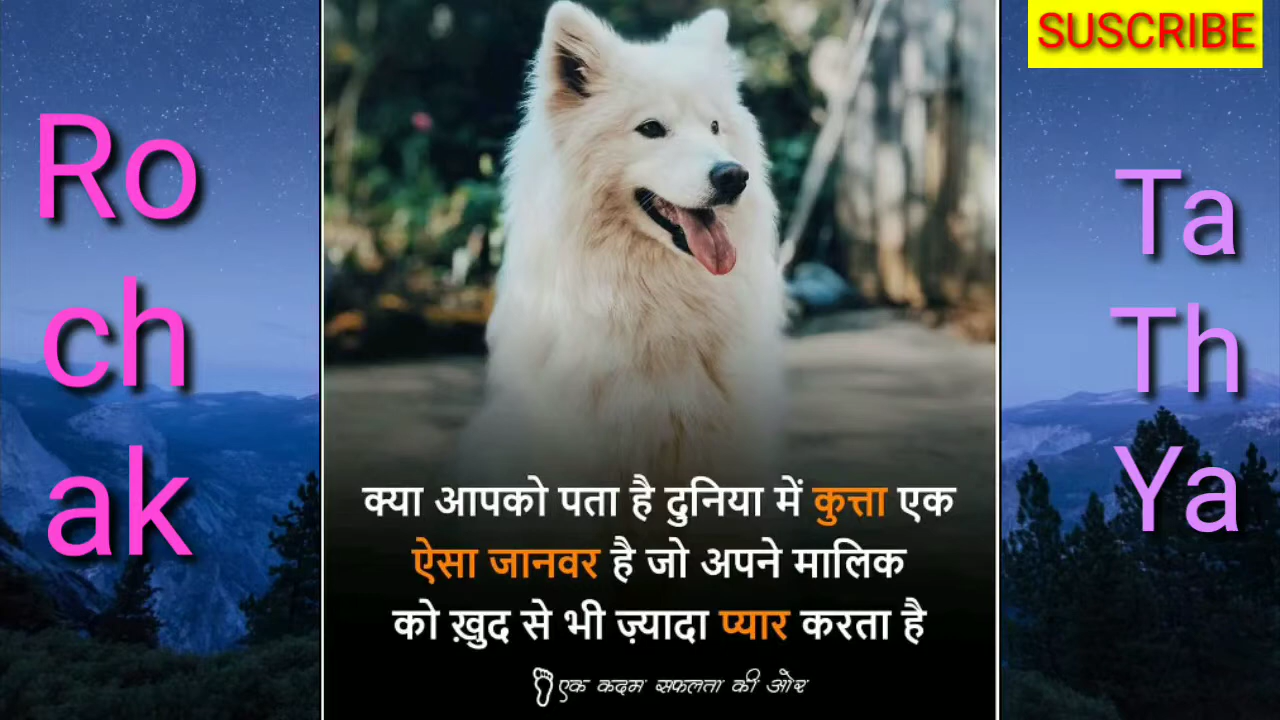 SUSCRIBE
Ro
ch
ak
Ta
Th
Ya
क्या आपको पता है दुनिया में कुत्ता एक
ऐसा जानवर है जो अपने मालिक
को ख़ुद से भी ज़्यादा प्यार करता है
एक कदम सफलता की ओर